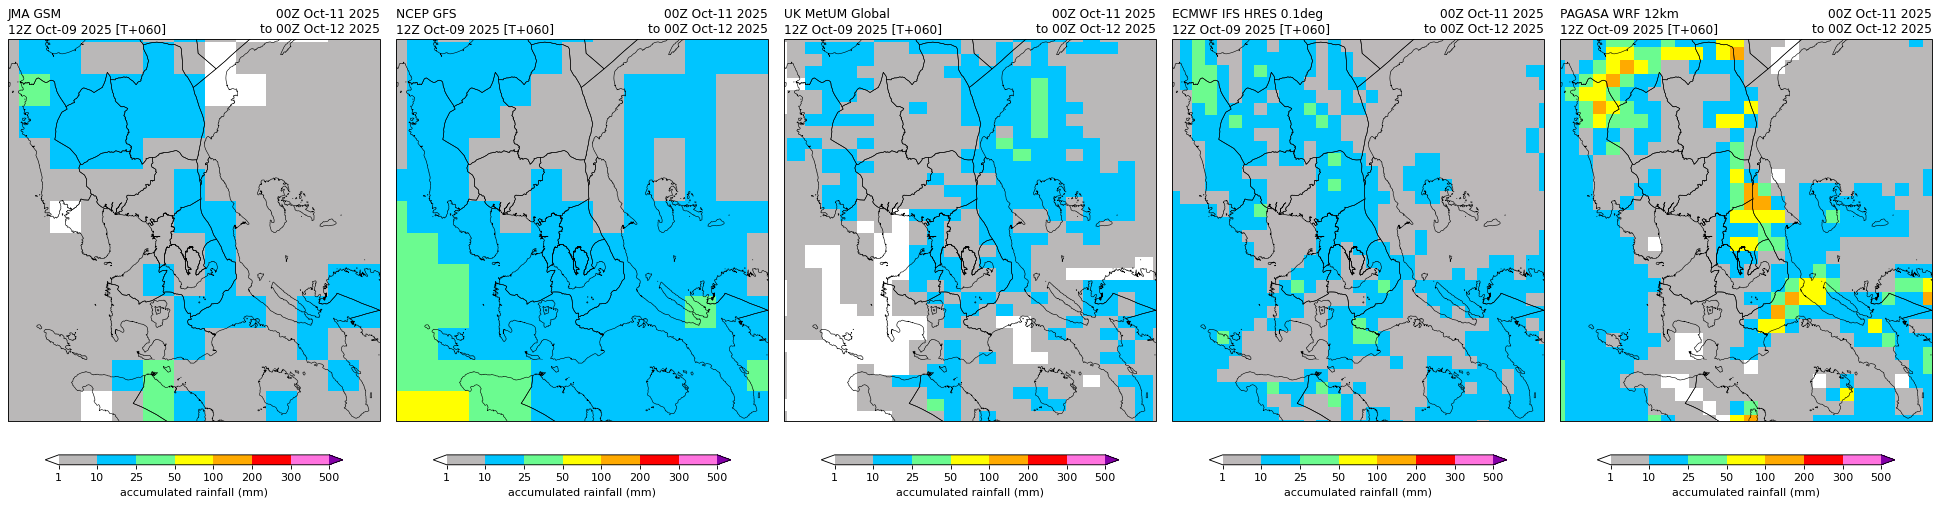 JMA GSM 00Z Oct-11 2025
12Z Oct-09 2025 [T+060] to 00Z Oct-12 2025
1 10 25 50 100 200 300 500
accumulated rainfall (mm)
NCEP GFS 00Z Oct-11 2025
12Z Oct-09 2025 [T+060] to 00Z Oct-12 2025
1 10 25 50 100 200 300 500
accumulated rainfall (mm)
UK MetUM Global 00Z Oct-11 2025
12Z Oct-09 2025 [T+060] to 00Z Oct-12 2025
1 10 25 50 100 200 300 500
accumulated rainfall (mm)
ECMWF IFS HRES 0.1deg 00Z Oct-11 2025
12Z Oct-09 2025 [T+060] to 00Z Oct-12 2025
1 10 25 50 100 200 300 500
accumulated rainfall (mm)
PAGASA WRF 12km 00Z Oct-11 2025
12Z Oct-09 2025 [T+060] to 00Z Oct-12 2025
1 10 25 50 100 200 300 500
accumulated rainfall (mm)